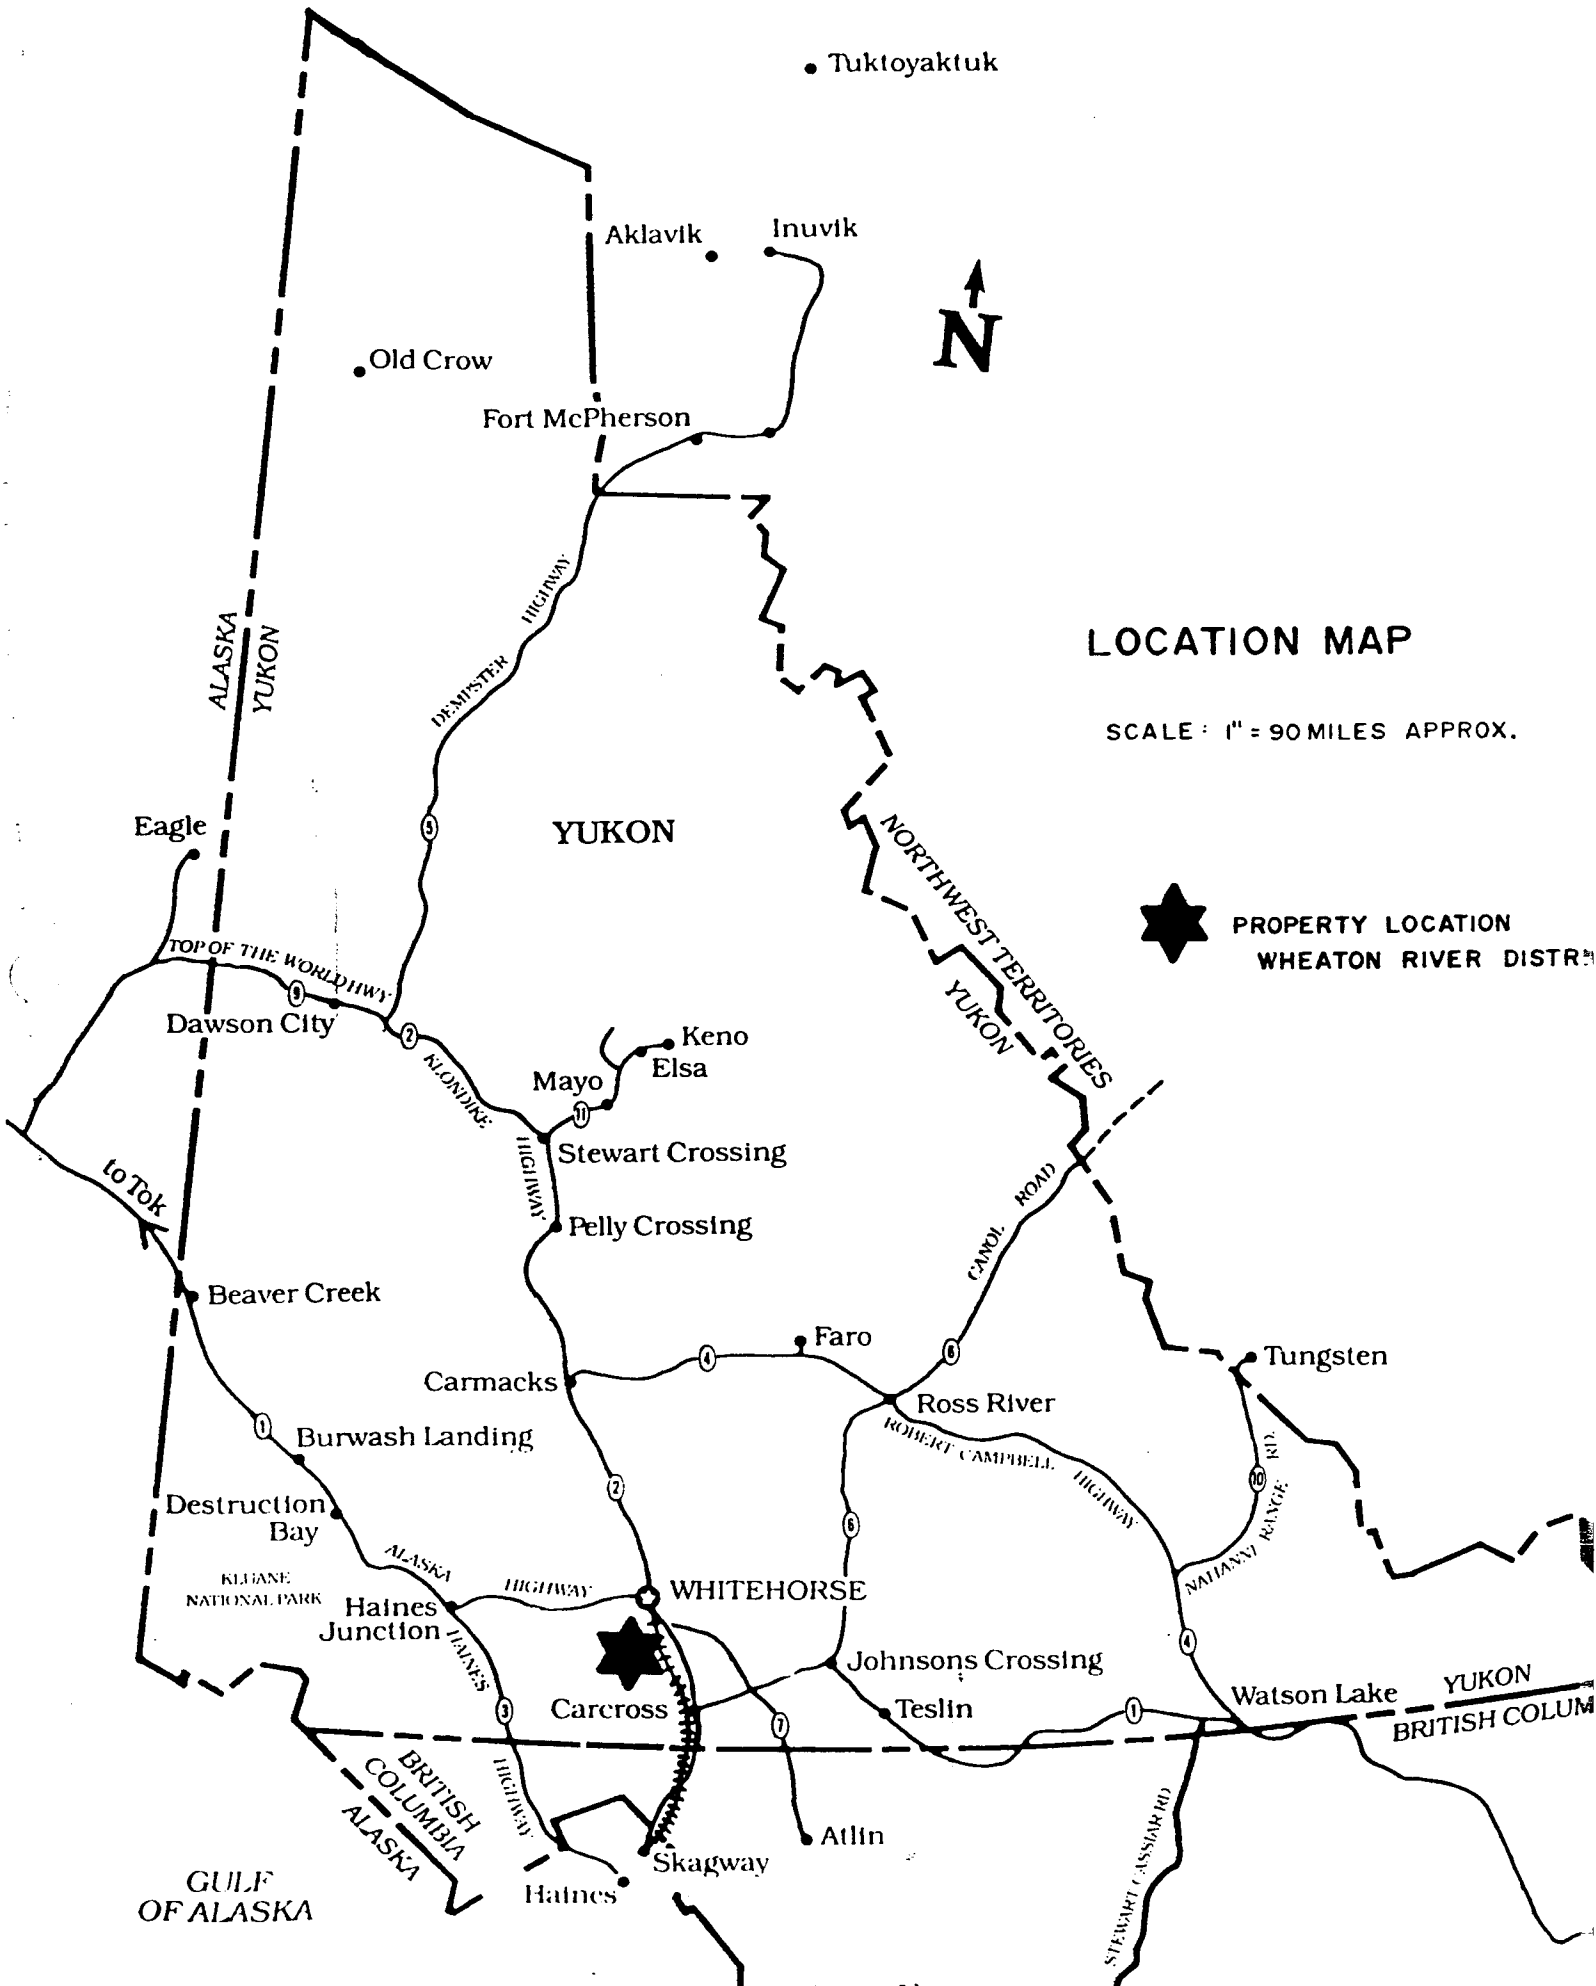 Tuktoyaktuk
Aklavik
Inuvik
N
Old Crow
Fort McPherson
DEMPSTER HIGHWAY
ALASKA
YUKON
LOCATION MAP
SCALE: 1" = 90 MILES APPROX.
Eagle
5
YUKON
NORTHWEST TERRITORIES
YUKON
PROPERTY LOCATION
WHEATON RIVER
TOP OF THE WORLD HWY
9
Dawson City
2
KLONDIKE HIGHWAY
Keno
Elsa
Mayo
11
Stewart Crossing
to Tok
Pelly Crossing
CANOL ROAD
Beaver Creek
Faro
4
6
Tungsten
Carmacks
Ross River
1
Burwash Landing
ROBERT CAMPBELL HIGHWAY
2
10
NAHANNI RANGE RD.
Destruction
Bay
6
ALASKA HIGHWAY
KLUANE
NATIONAL PARK
WHITEHORSE
Haines
Junction
HAINES HIGHWAY
4
Johnsons Crossing
3
Carcross
7
Teslin
1
Watson Lake
YUKON
BRITISH COLUM
BRITISH
COLUMBIA
ALASKA
STEWART CASSIAR RD
Atlin
Skagway
Haines
GULF
OF ALASKA